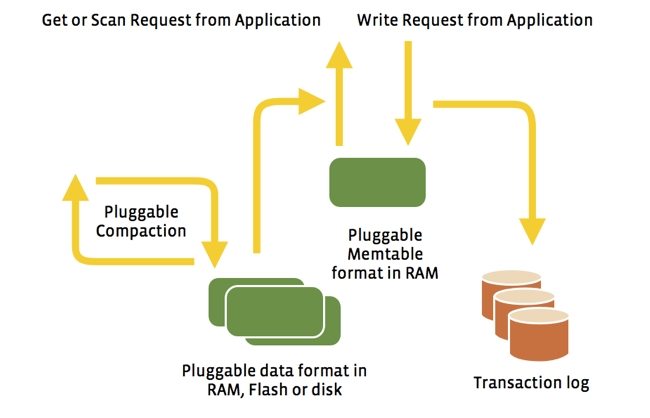 Get or Scan Request from Application
Write Request from Application
Pluggable
Compaction
Pluggable
Memtable
format in RAM
Pluggable data format in
RAM, Flash or disk
Transaction log